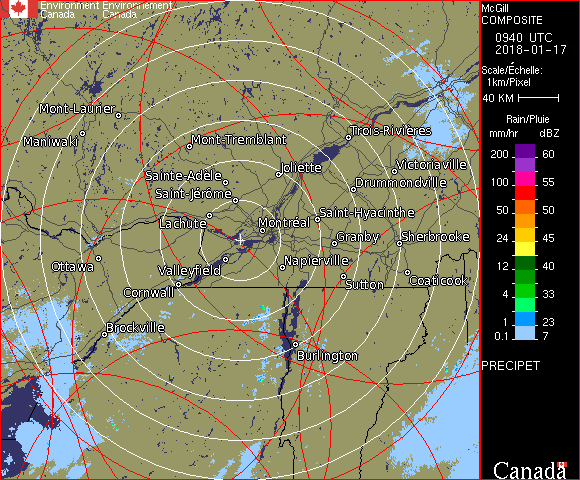 Environment Environnement
Canada Canada
McGill
COMPOSITE
0940 UTC
2018-01-17
Scale/Échelle:
1km/Pixel
40 KM
Rain/Pluie
mm/hr dBZ
200 60
100 55
50 50
24 45
12 40
4 33
1 23
0.1 7
PRECIPET
Canada
Mont-Laurier
Maniwaki
Mont-Tremblant
Trois-Rivières
Sainte-Adèle
Joliette
Victoriaville
Saint-Jérôme
Drummondville
Lachute
Montréal
Saint-Hyacinthe
Granby
Sherbrooke
Ottawa
Valleyfield
Napierville
Cornwall
Sutton
Coaticook
Brockville
Burlington